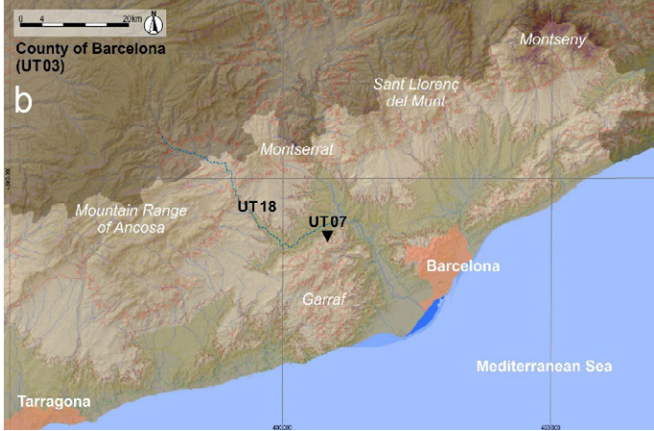 0 4 20km N
County of Barcelona
(UT03)
b
Montseny
Sant Llorenç
del Munt
Montserrat
Mountain Range
of Ancosa
UT18
UT07
Barcelona
Garraf
Mediterranean Sea
Tarragona